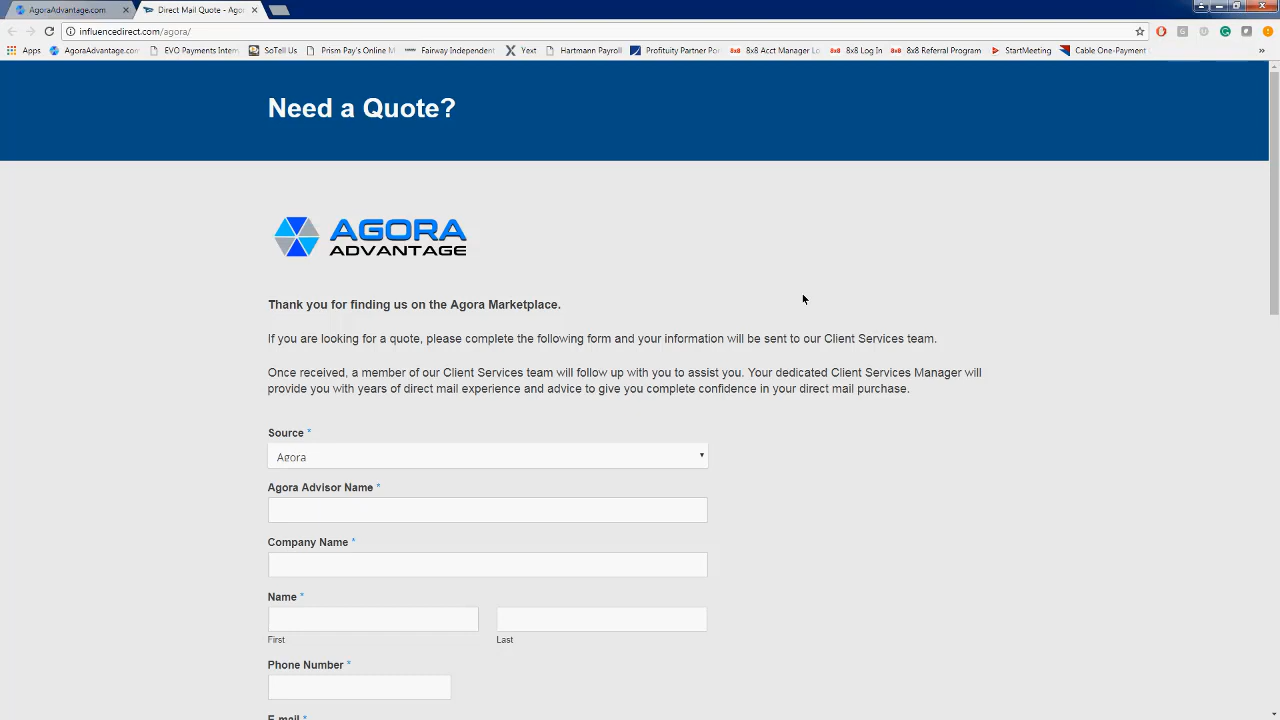 AgoraAdvantage.com
Direct Mail Quote - Agor
influencedirect.com/agora/
Apps AgoraAdvantage.com EVO Payments Intern SoTell Us Prism Pay's Online M Fairway Independent Yext Hartmann Payroll Profituity Partner Por 8x8 Acct Manager Lo 8x8 Log In 8x8 Referral Program StartMeeting Cable One-Payment
Need a Quote?
AGORA
ADVANTAGE
Thank you for finding us on the Agora Marketplace.
If you are looking for a quote, please complete the following form and your information will be sent to our Client Services team.
Once received, a member of our Client Services team will follow up with you to assist you. Your dedicated Client Services Manager will
provide you with years of direct mail experience and advice to give you complete confidence in your direct mail purchase.
Source *
Agora
Agora Advisor Name *
Company Name *
Name *
First Last
Phone Number *
E-mail *